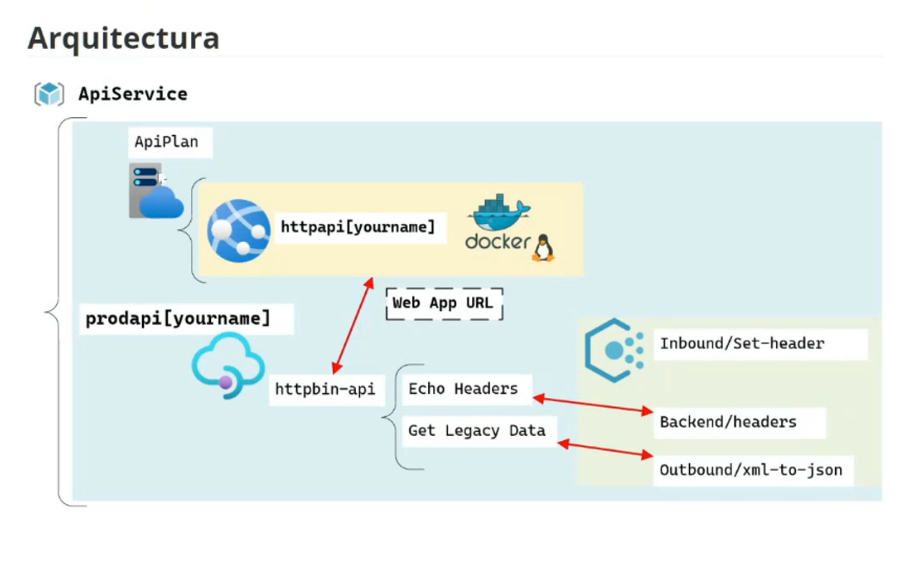 Arquitectura
ApiService
ApiPlan
httpapi[yourname]
docker
Web App URL
prodapi[yourname]
httpbin-api
Echo Headers
Get Legacy Data
Inbound/Set-header
Backend/headers
Outbound/xml-to-json